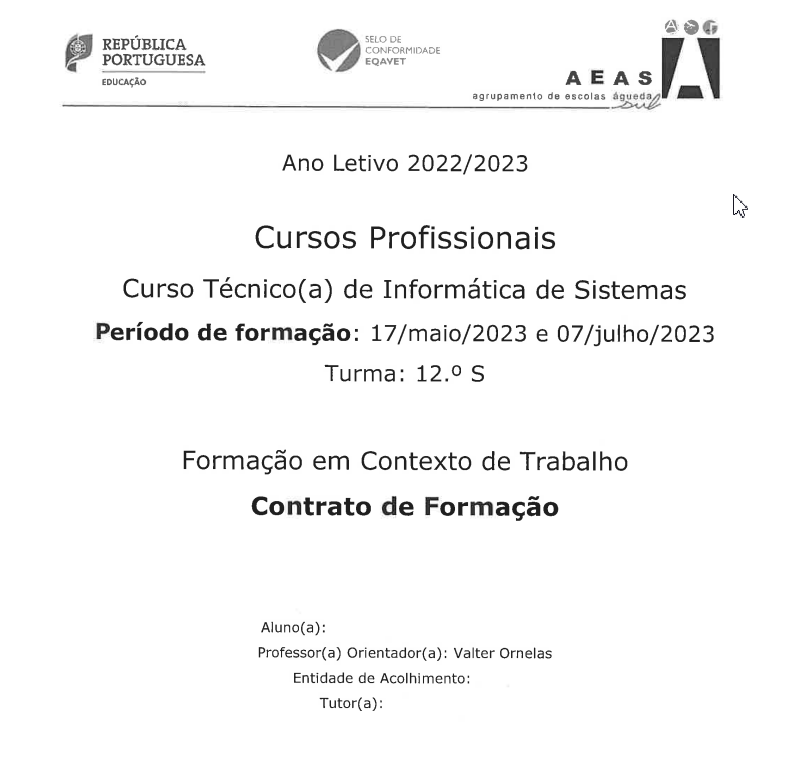 REPÚBLICA
PORTUGUESA
EDUCAÇÃO
SELO DE
CONFORMIDADE
EQAVET
A E A S
agrupamento de escolas águeda
sul
Ano Letivo 2022/2023
Cursos Profissionais
Curso Técnico(a) de Informática de Sistemas
Período de formação: 17/maio/2023 e 07/julho/2023
Turma: 12.º S
Formação em Contexto de Trabalho
Contrato de Formação
Aluno(a):
Professor(a) Orientador(a): Valter Ornelas
Entidade de Acolhimento:
Tutor(a):